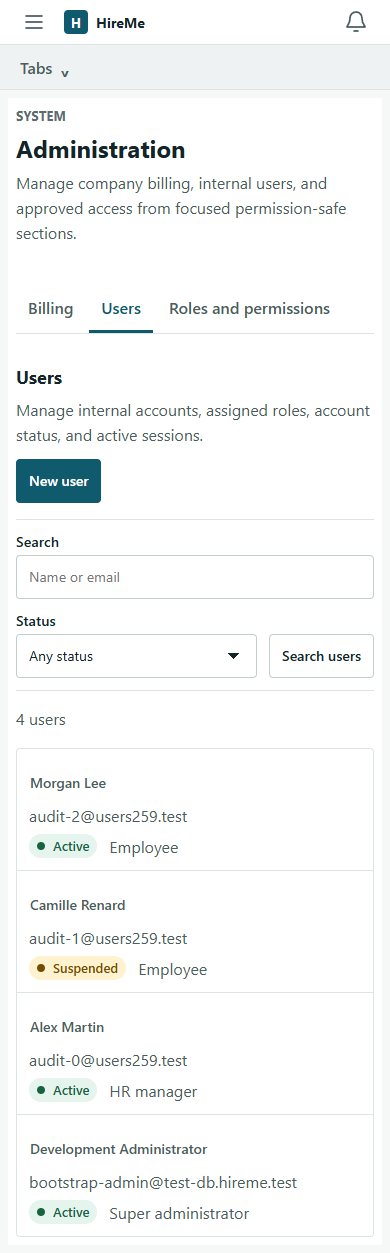 H HireMe
Tabs v
SYSTEM
Administration
Manage company billing, internal users, and
approved access from focused permission-safe
sections.
Billing Users Roles and permissions
Users
Manage internal accounts, assigned roles, account
status, and active sessions.
New user
Search
Name or email
Status
Any status Search users
4 users
Morgan Lee
audit-2@users259.test
Active Employee
Camille Renard
audit-1@users259.test
Suspended Employee
Alex Martin
audit-0@users259.test
Active HR manager
Development Administrator
bootstrap-admin@test-db.hireme.test
Active Super administrator